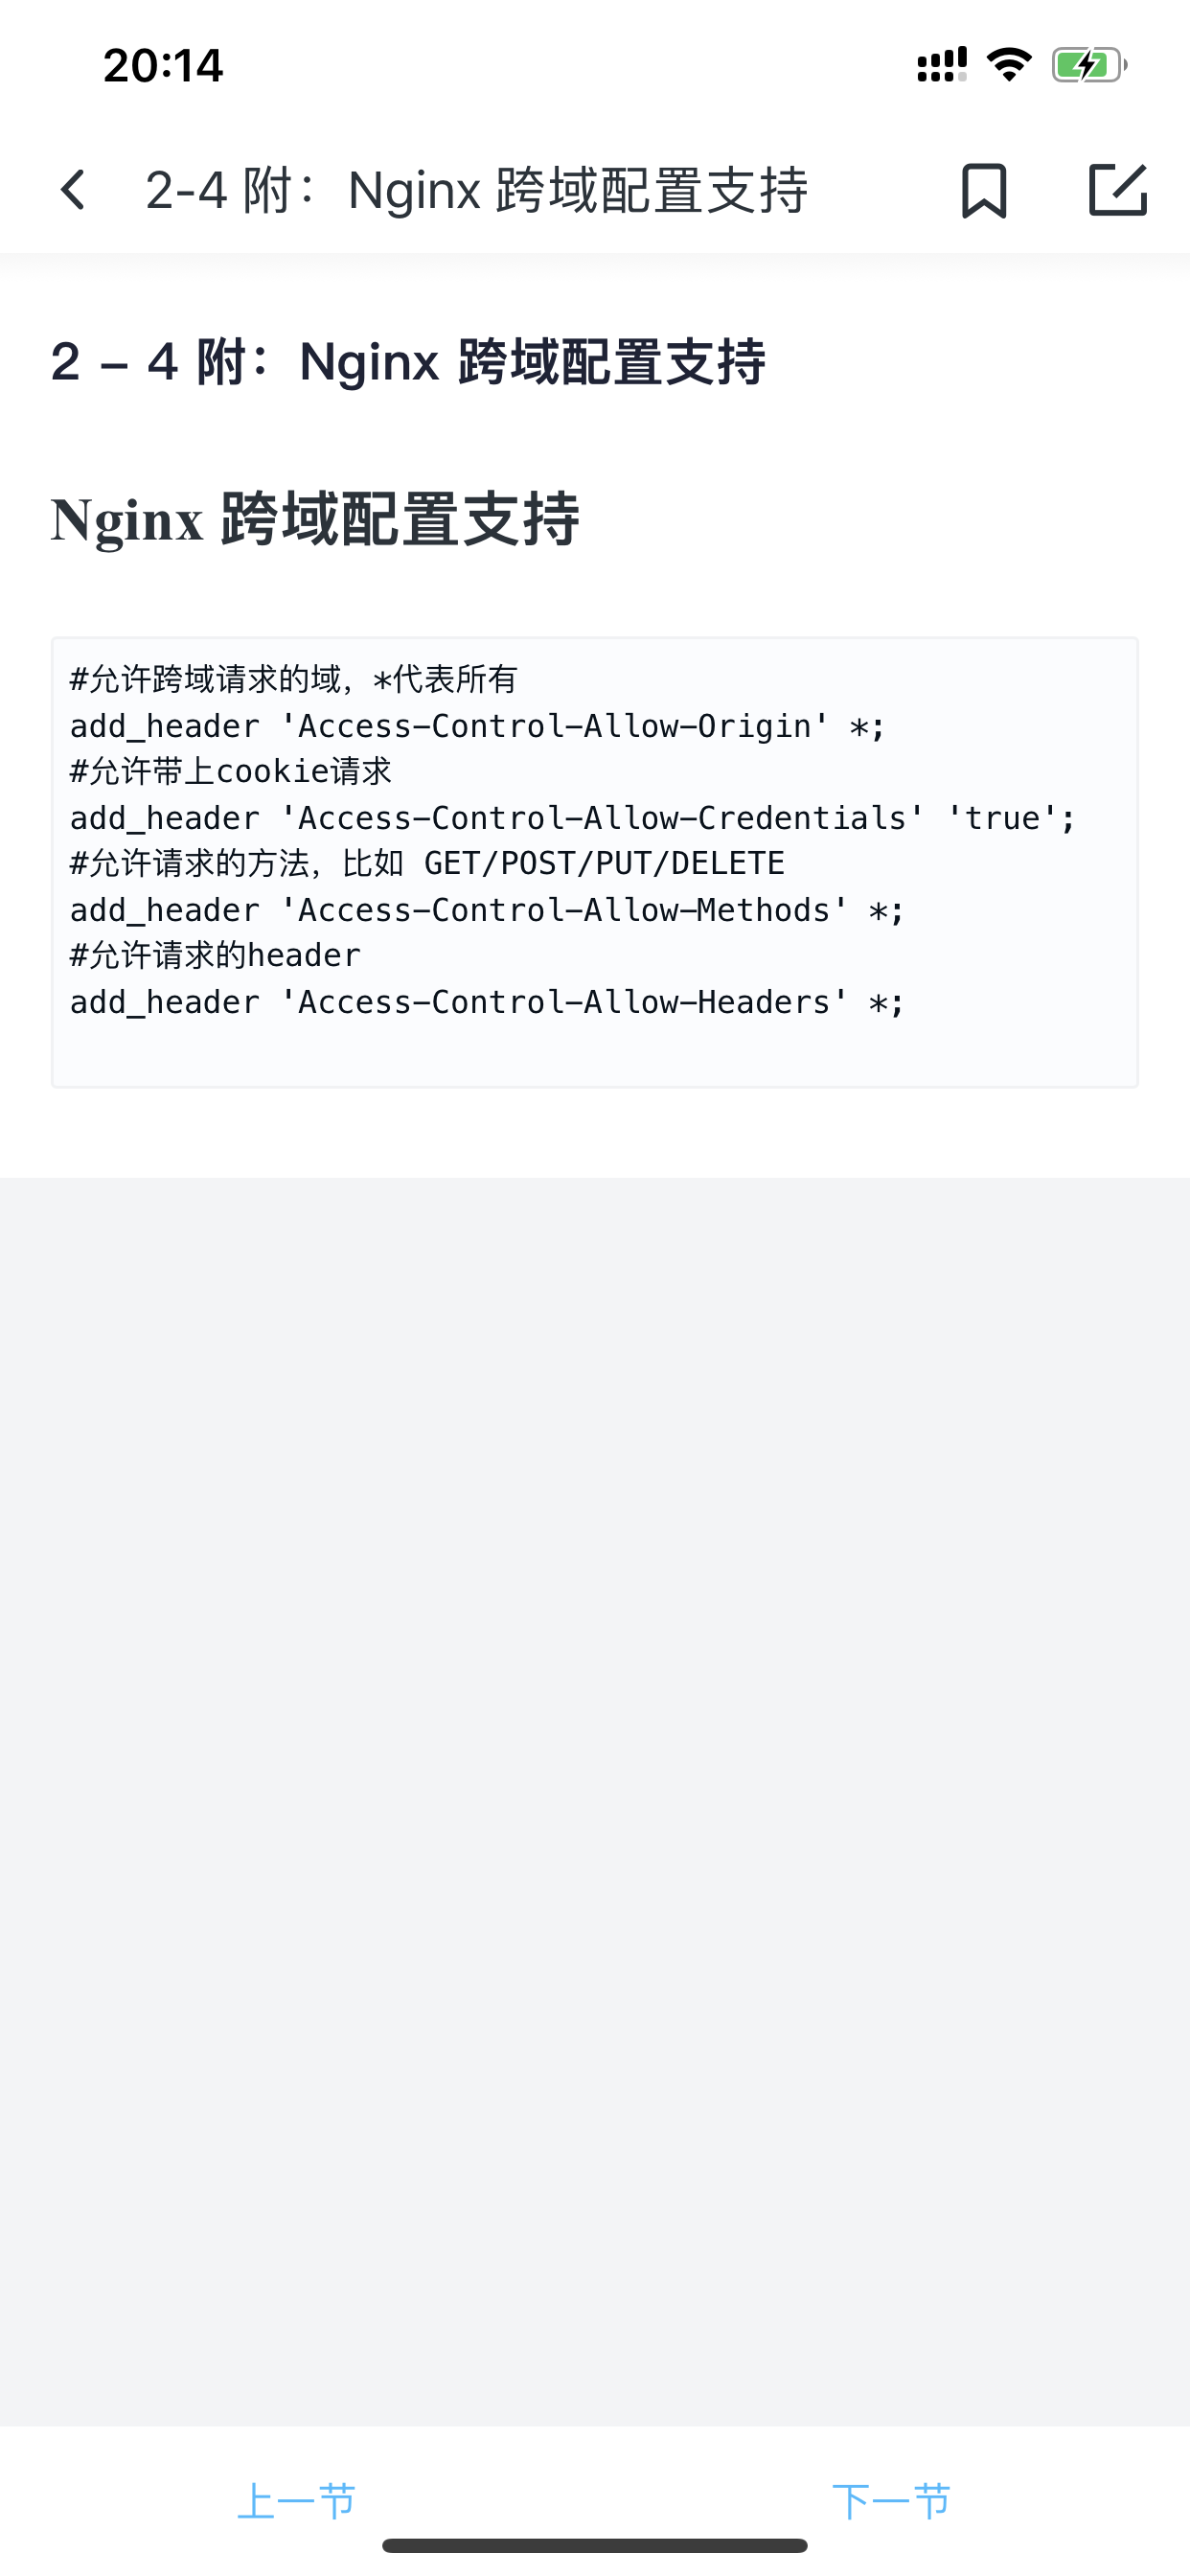 20:14
2-4 附：Nginx 跨域配置支持
2 – 4 附：Nginx 跨域配置支持
Nginx 跨域配置支持
#允许跨域请求的域，*代表所有
add_header 'Access-Control-Allow-Origin' *;
#允许带上cookie请求
add_header 'Access-Control-Allow-Credentials' 'true';
#允许请求的方法，比如 GET/POST/PUT/DELETE
add_header 'Access-Control-Allow-Methods' *;
#允许请求的header
add_header 'Access-Control-Allow-Headers' *;
上一节
下一节